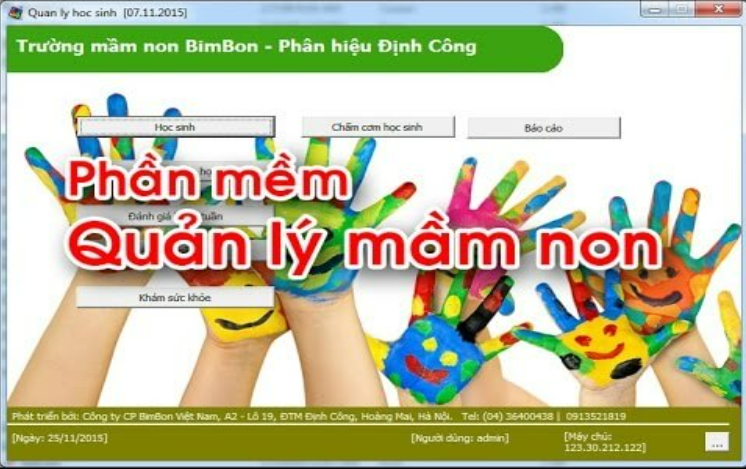 Quan ly hoc sinh [07.11.2015]
Trường mầm non BimBon - Phân hiệu Định Công
Học sinh
Chấm cơm học sinh
Báo cáo
Phần mềm
Đánh giá tuần
Quản lý mầm non
Khám sức khỏe
Phát triển bởi: Công ty CP BimBon Việt Nam, A2 - Lô 19, ĐTM Định Công, Hoàng Mai, Hà Nội. Tel: (04) 36400438 | 0913521819
[Ngày: 25/11/2015]
[Người dùng: admin]
[Máy chủ:
123.30.212.122]
...